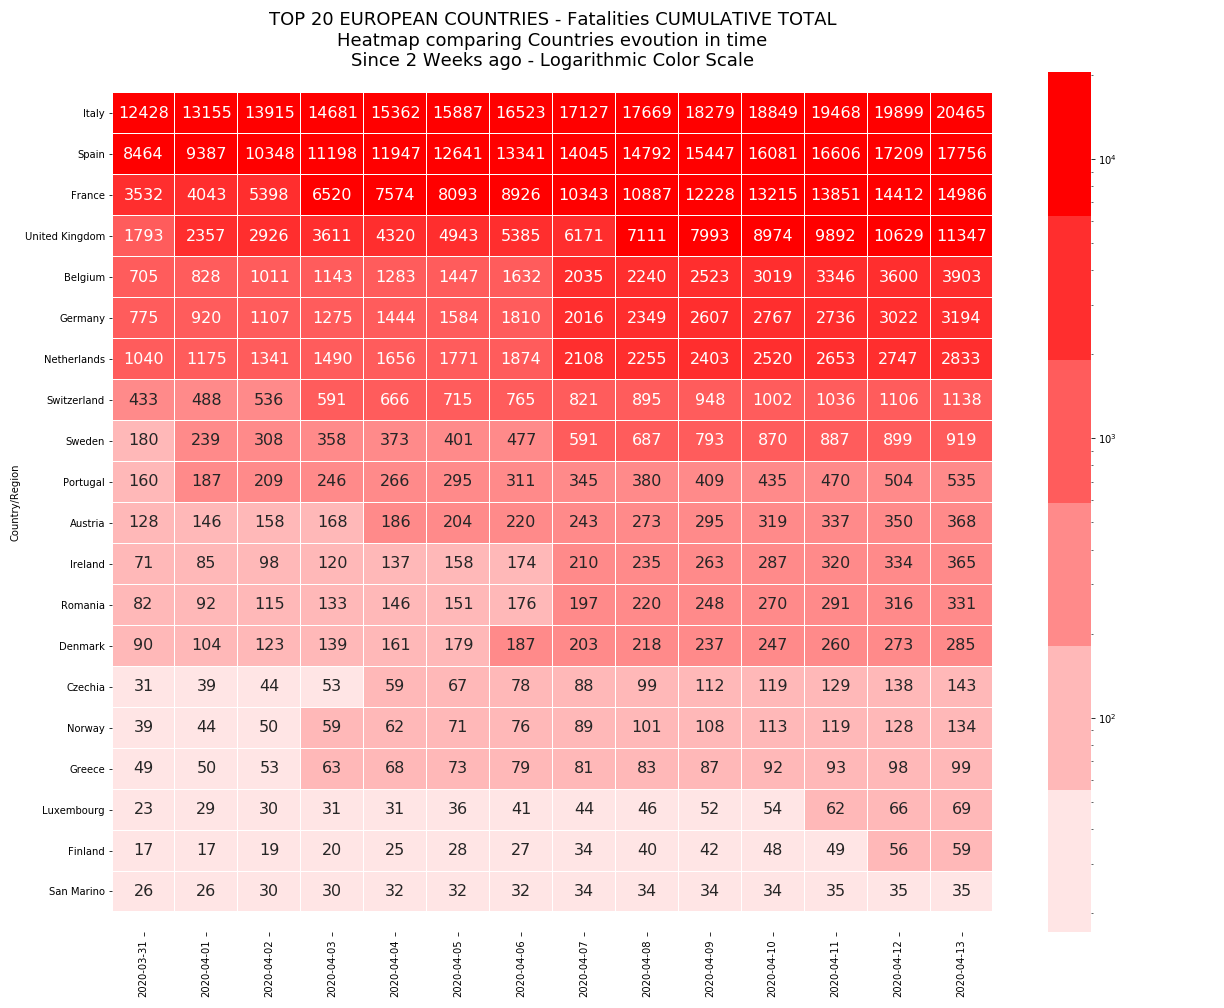 TOP 20 EUROPEAN COUNTRIES - Fatalities CUMULATIVE TOTAL
Heatmap comparing Countries evoution in time
Since 2 Weeks ago - Logarithmic Color Scale
Country/Region
Italy 12428 13155 13915 14681 15362 15887 16523 17127 17669 18279 18849 19468 19899 20465
Spain 8464 9387 10348 11198 11947 12641 13341 14045 14792 15447 16081 16606 17209 17756
France 3532 4043 5398 6520 7574 8093 8926 10343 10887 12228 13215 13851 14412 14986
United Kingdom 1793 2357 2926 3611 4320 4943 5385 6171 7111 7993 8974 9892 10629 11347
Belgium 705 828 1011 1143 1283 1447 1632 2035 2240 2523 3019 3346 3600 3903
Germany 775 920 1107 1275 1444 1584 1810 2016 2349 2607 2767 2736 3022 3194
Netherlands 1040 1175 1341 1490 1656 1771 1874 2108 2255 2403 2520 2653 2747 2833
Switzerland 433 488 536 591 666 715 765 821 895 948 1002 1036 1106 1138
Sweden 180 239 308 358 373 401 477 591 687 793 870 887 899 919
Portugal 160 187 209 246 266 295 311 345 380 409 435 470 504 535
Austria 128 146 158 168 186 204 220 243 273 295 319 337 350 368
Ireland 71 85 98 120 137 158 174 210 235 263 287 320 334 365
Romania 82 92 115 133 146 151 176 197 220 248 270 291 316 331
Denmark 90 104 123 139 161 179 187 203 218 237 247 260 273 285
Czechia 31 39 44 53 59 67 78 88 99 112 119 129 138 143
Norway 39 44 50 59 62 71 76 89 101 108 113 119 128 134
Greece 49 50 53 63 68 73 79 81 83 87 92 93 98 99
Luxembourg 23 29 30 31 31 36 41 44 46 52 54 62 66 69
Finland 17 17 19 20 25 28 27 34 40 42 48 49 56 59
San Marino 26 26 30 30 32 32 32 34 34 34 34 35 35 35
2020-03-31 2020-04-01 2020-04-02 2020-04-03 2020-04-04 2020-04-05 2020-04-06 2020-04-07 2020-04-08 2020-04-09 2020-04-10 2020-04-11 2020-04-12 2020-04-13
10⁴
10³
10²